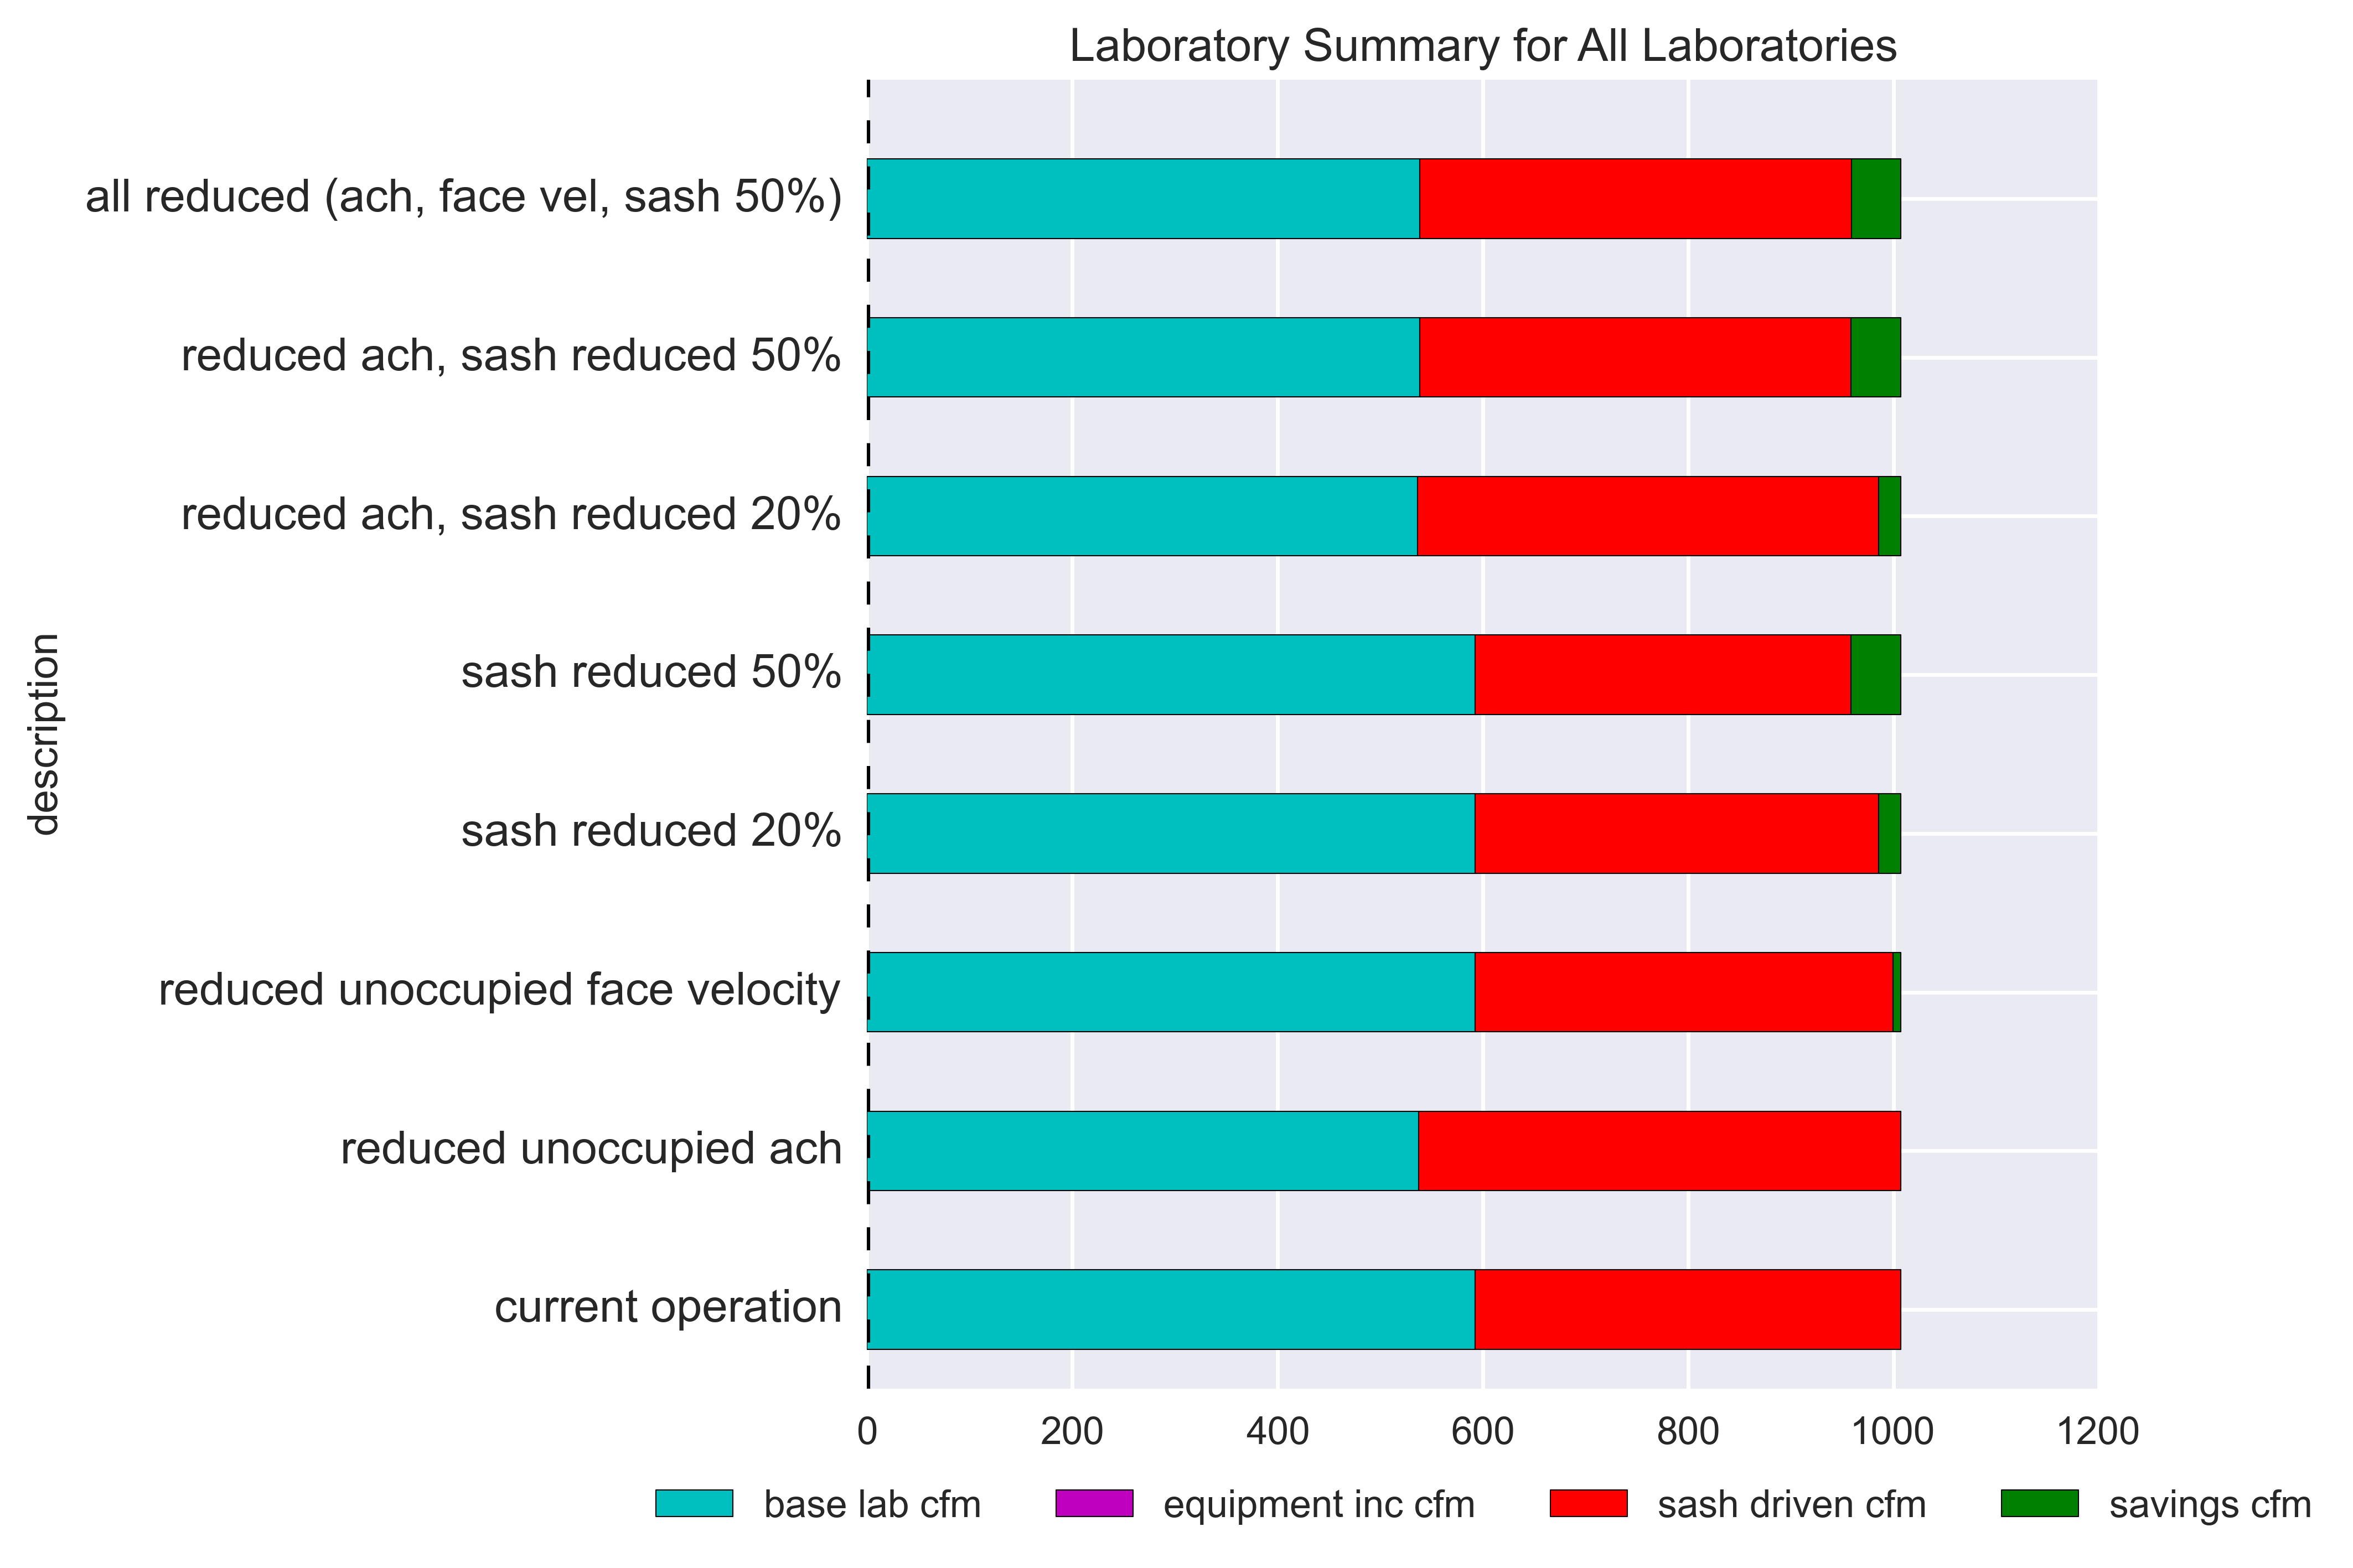 Laboratory Summary for All Laboratories
all reduced (ach, face vel, sash 50%)
reduced ach, sash reduced 50%
reduced ach, sash reduced 20%
sash reduced 50%
sash reduced 20%
reduced unoccupied face velocity
reduced unoccupied ach
current operation
description
0 200 400 600 800 1000 1200
base lab cfm equipment inc cfm sash driven cfm savings cfm